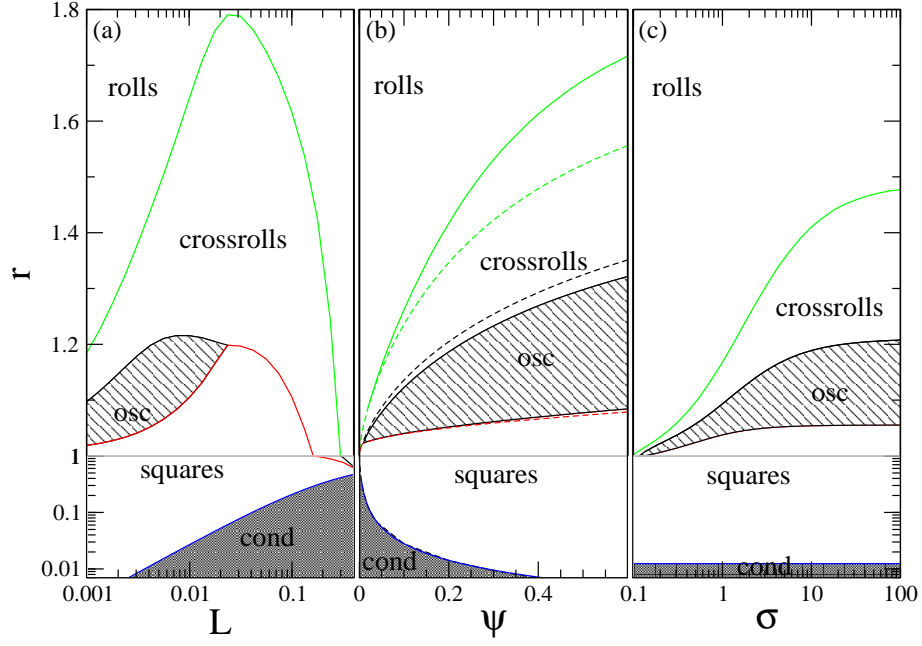 (a) (b) (c)
1.8
rolls rolls rolls
1.6
1.4
crossrolls crossrolls crossrolls
r
1.2
osc osc osc
1
squares squares squares
0.1
cond cond cond
0.01
0.001 0.01 0.1 0 0.2 0.4 0.1 1 10 100
L ψ σ